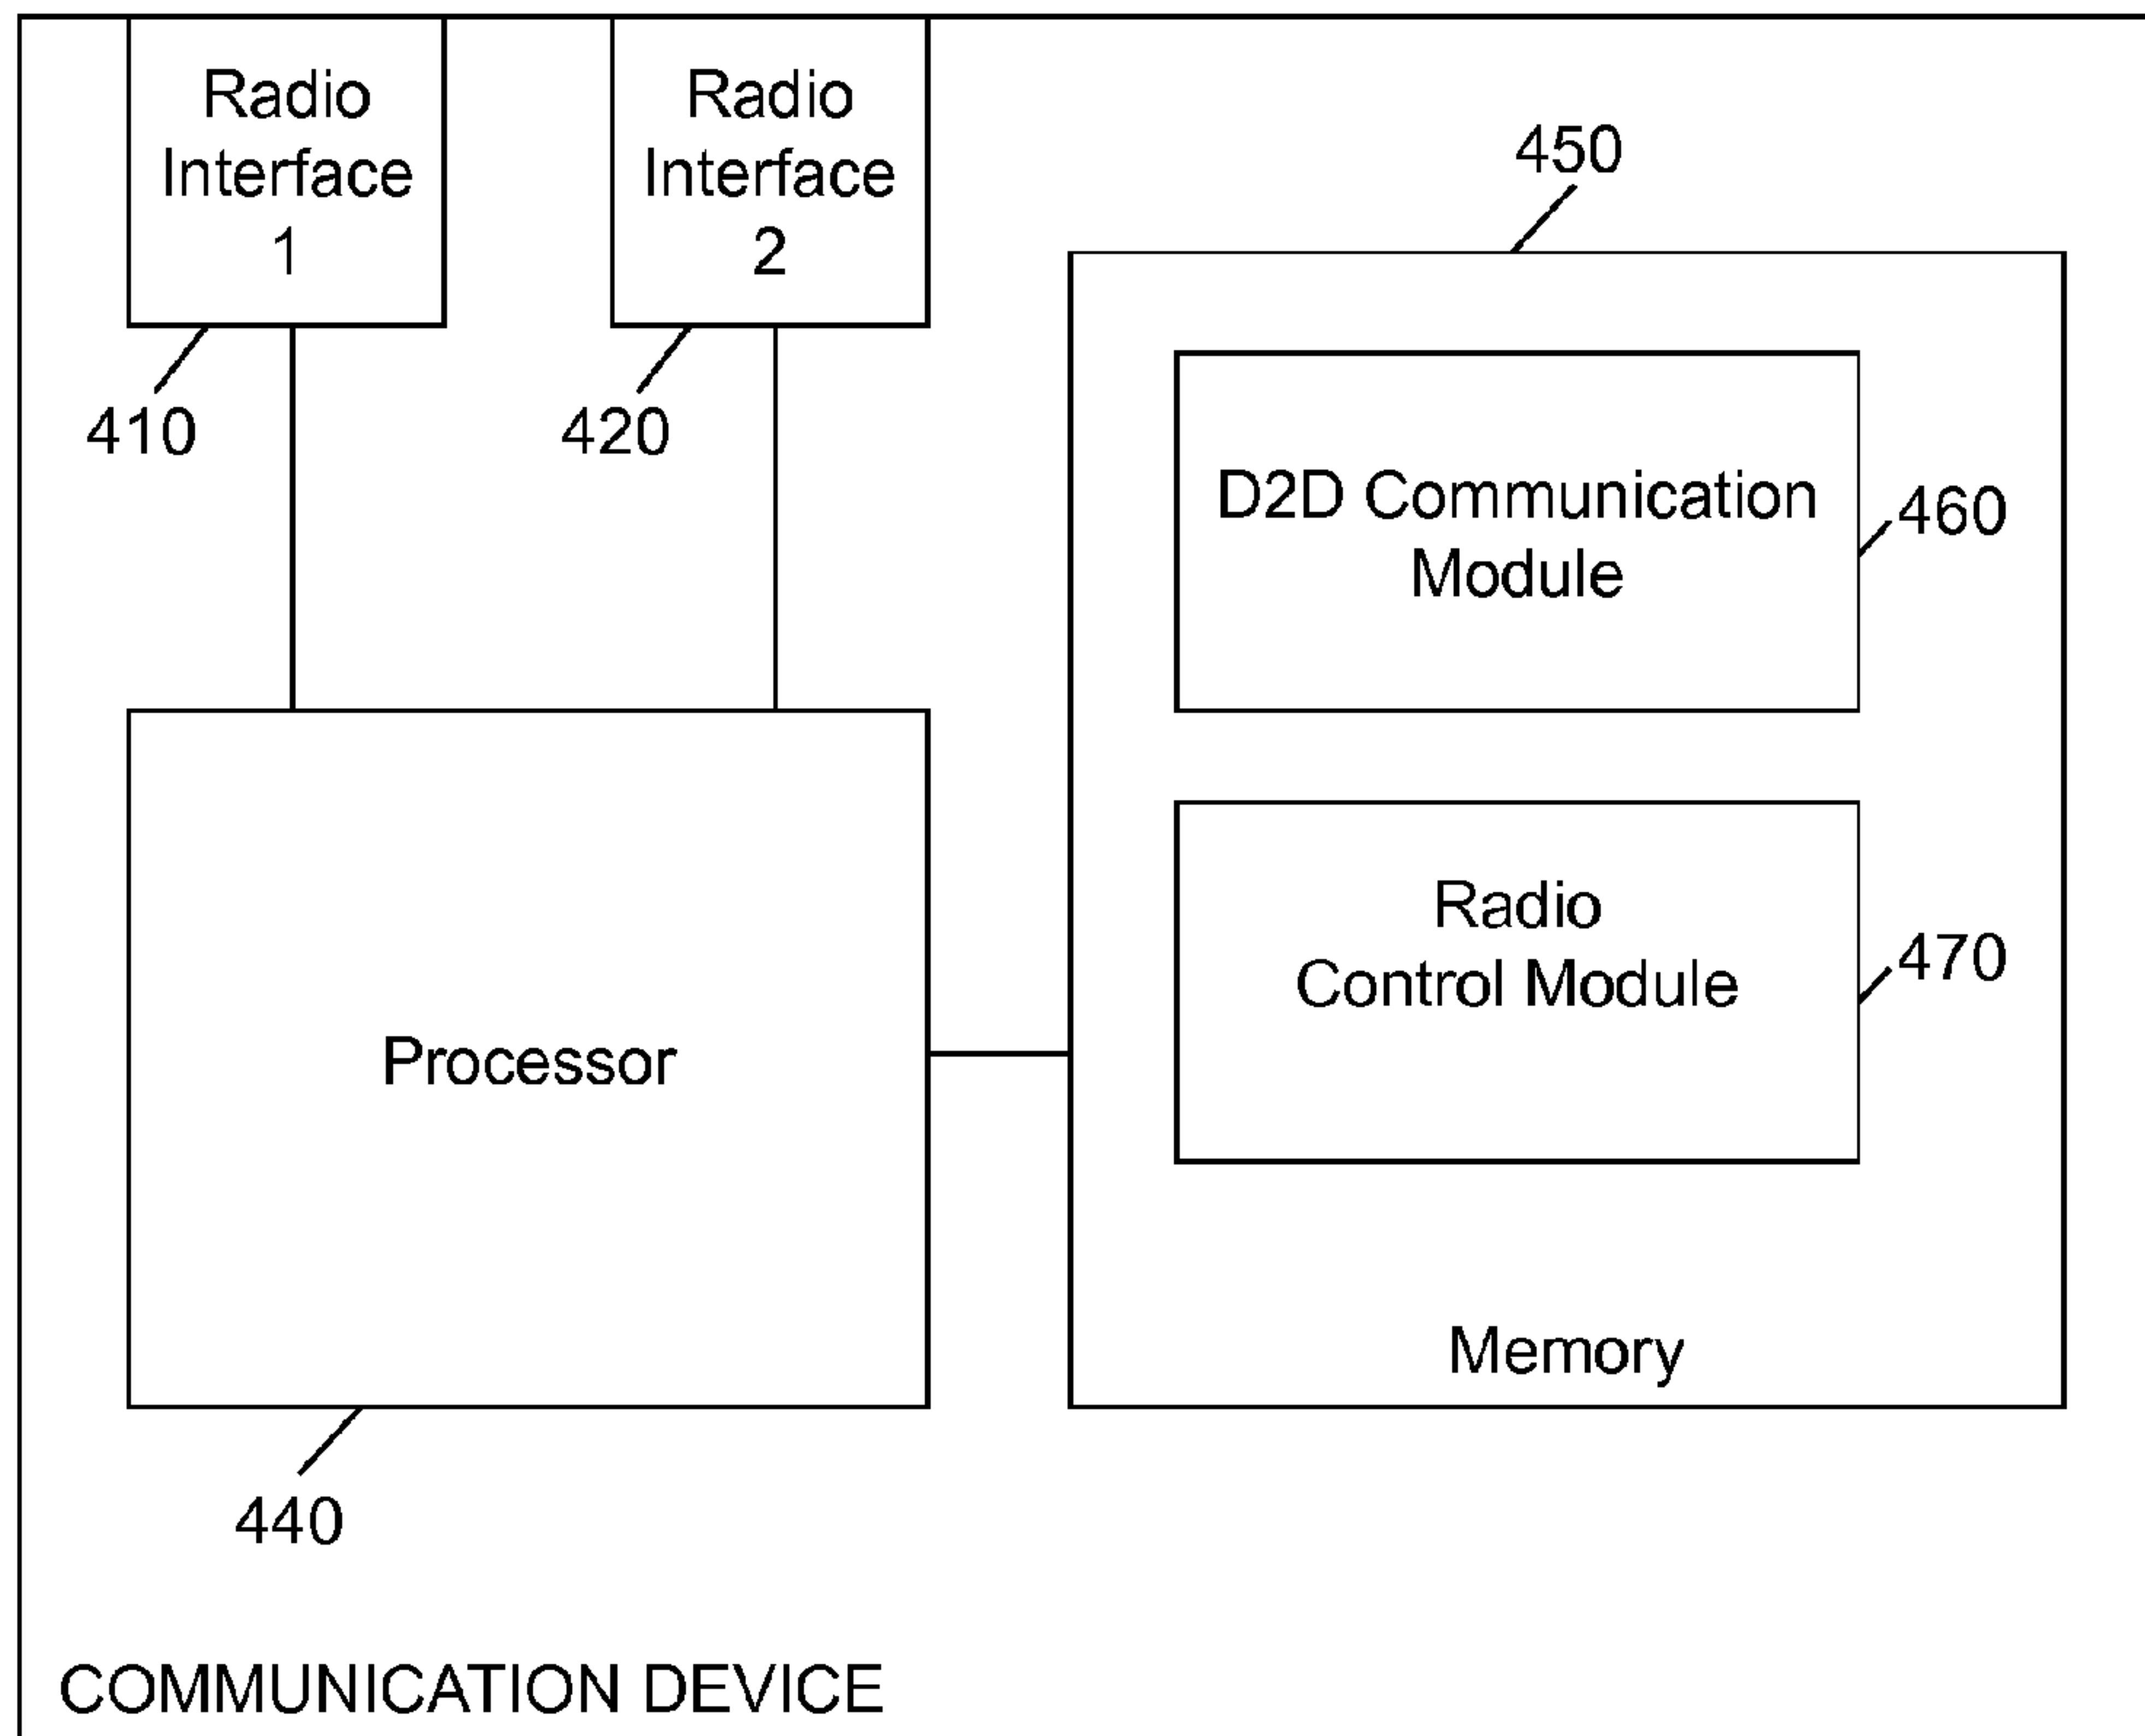 Radio
Interface
1
Radio
Interface
2
450
410
420
D2D Communication
Module
460
Radio
Control Module
470
Processor
Memory
440
COMMUNICATION DEVICE